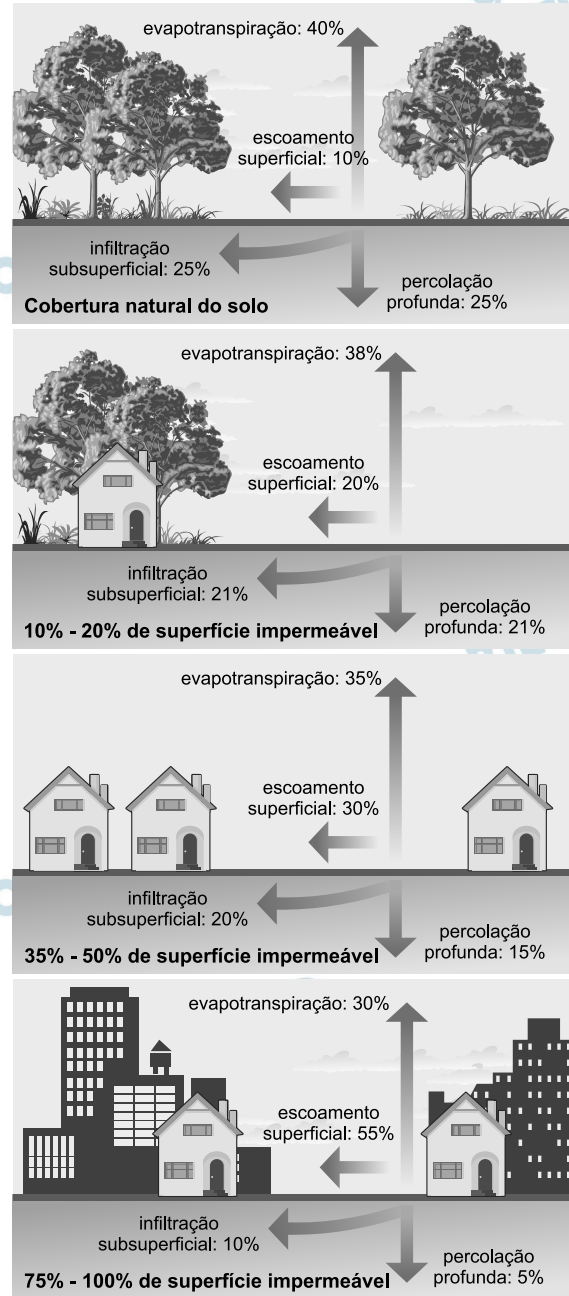 evapotranspiração: 40%
escoamento
superficial: 10%
infiltração
subsuperficial: 25%
percolação
profunda: 25%
Cobertura natural do solo
evapotranspiração: 38%
escoamento
superficial: 20%
infiltração
subsuperficial: 21%
percolação
profunda: 21%
10% - 20% de superfície impermeável
evapotranspiração: 35%
escoamento
superficial: 30%
infiltração
subsuperficial: 20%
percolação
profunda: 15%
35% - 50% de superfície impermeável
evapotranspiração: 30%
escoamento
superficial: 55%
infiltração
subsuperficial: 10%
percolação
profunda: 5%
75% - 100% de superfície impermeável